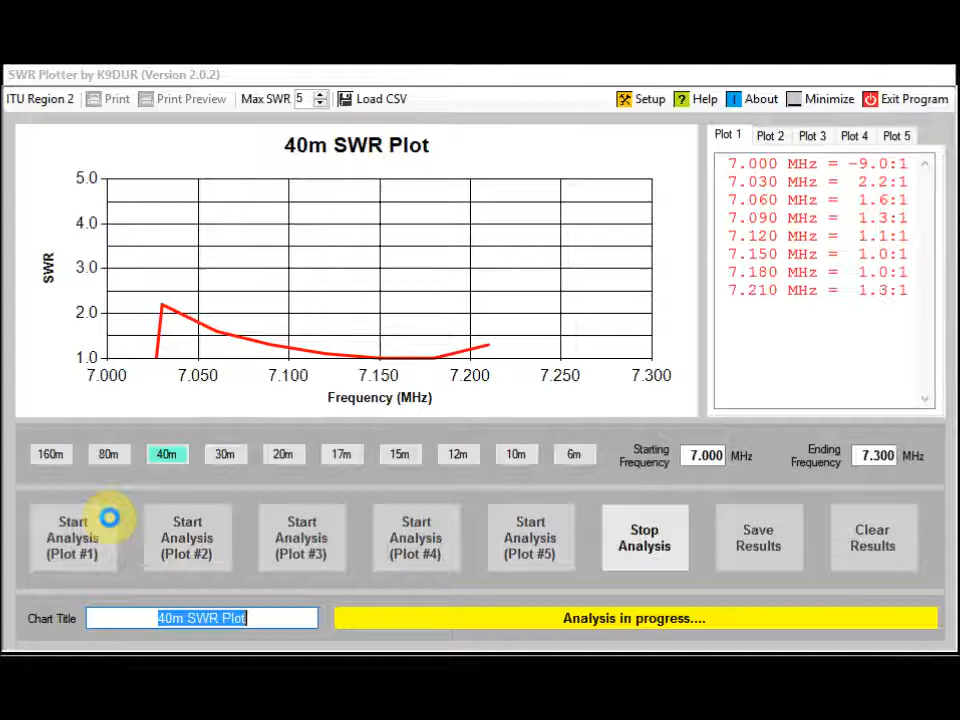 SWR Plotter by K9DUR (Version 2.0.2)
ITU Region 2 Print Print Preview Max SWR 5 Load CSV Setup ? Help i About Minimize Exit Program
40m SWR Plot
5.0
4.0
3.0
2.0
1.0
SWR
7.000 7.050 7.100 7.150 7.200 7.250 7.300
Frequency (MHz)
Plot 1 Plot 2 Plot 3 Plot 4 Plot 5
7.000 MHz = -9.0:1
7.030 MHz = 2.2:1
7.060 MHz = 1.6:1
7.090 MHz = 1.3:1
7.120 MHz = 1.1:1
7.150 MHz = 1.0:1
7.180 MHz = 1.0:1
7.210 MHz = 1.3:1
160m 80m 40m 30m 20m 17m 15m 12m 10m 6m
Starting
Frequency 7.000 MHz
Ending
Frequency 7.300 MHz
Start
Analysis
(Plot #1)
Start
Analysis
(Plot #2)
Start
Analysis
(Plot #3)
Start
Analysis
(Plot #4)
Start
Analysis
(Plot #5)
Stop
Analysis
Save
Results
Clear
Results
Chart Title 40m SWR Plot Analysis in progress....